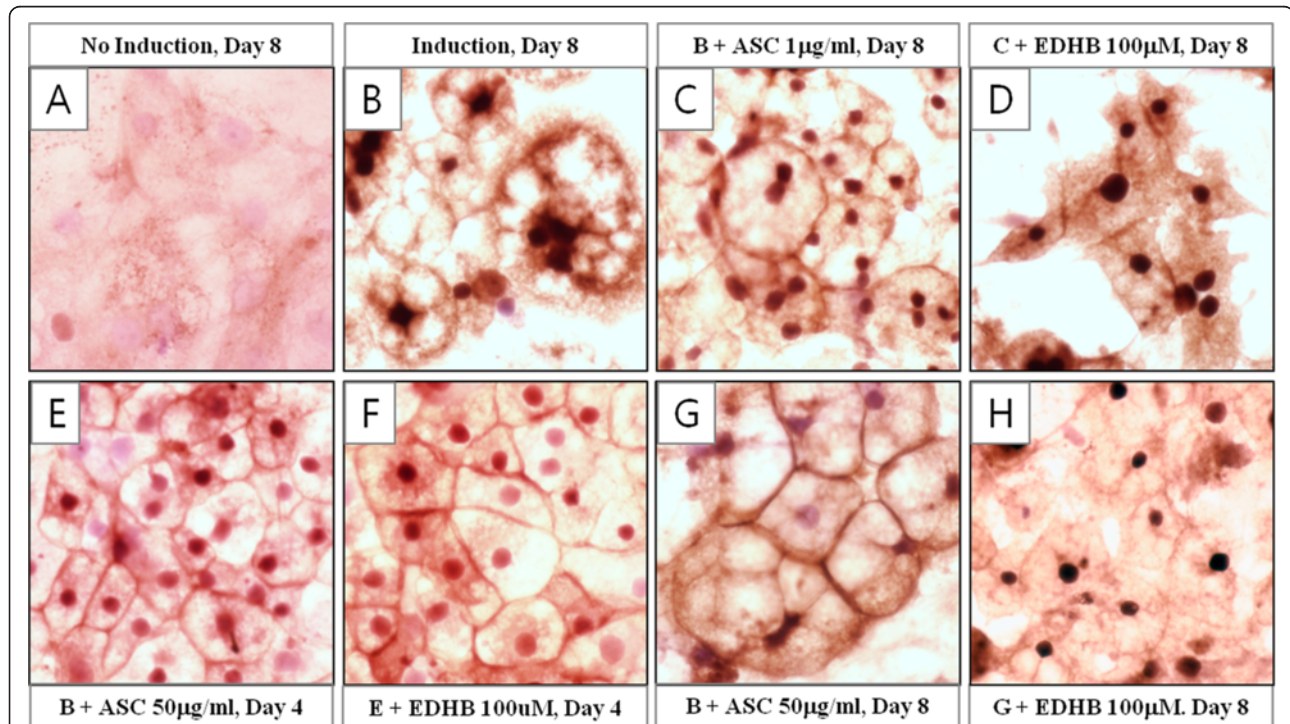 No Induction, Day 8
Induction, Day 8
B + ASC 1µg/ml, Day 8
C + EDHB 100µM, Day 8
A
B
C
D
E
F
G
H
B + ASC 50µg/ml, Day 4
E + EDHB 100uM, Day 4
B + ASC 50µg/ml, Day 8
G + EDHB 100µM. Day 8